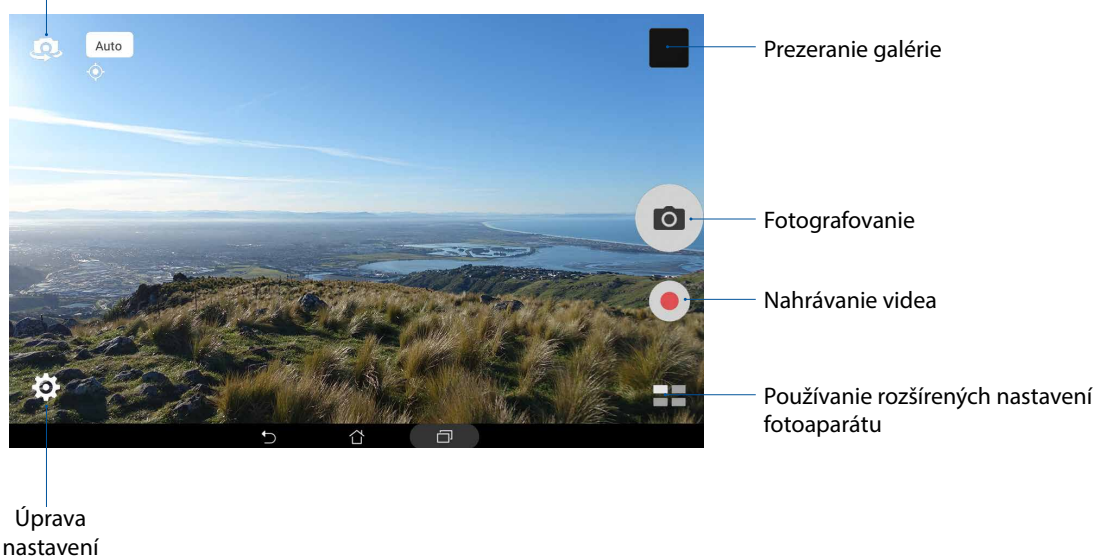 Auto
Prezeranie galérie
Fotografovanie
Nahrávanie videa
Používanie rozšírených nastavení
fotoaparátu
Úprava
nastavení